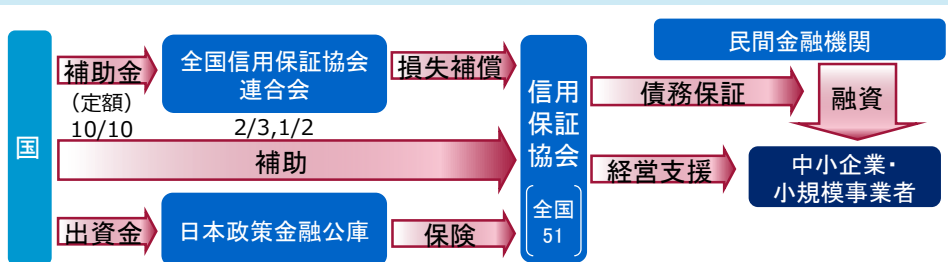 国
補助金
(定額)
10/10
全国信用保証協会
連合会
損失補償
2/3,1/2
補助
出資金
日本政策金融公庫
保険
信用
保証
協会
全国
51
債務保証
経営支援
民間金融機関
融資
中小企業・
小規模事業者